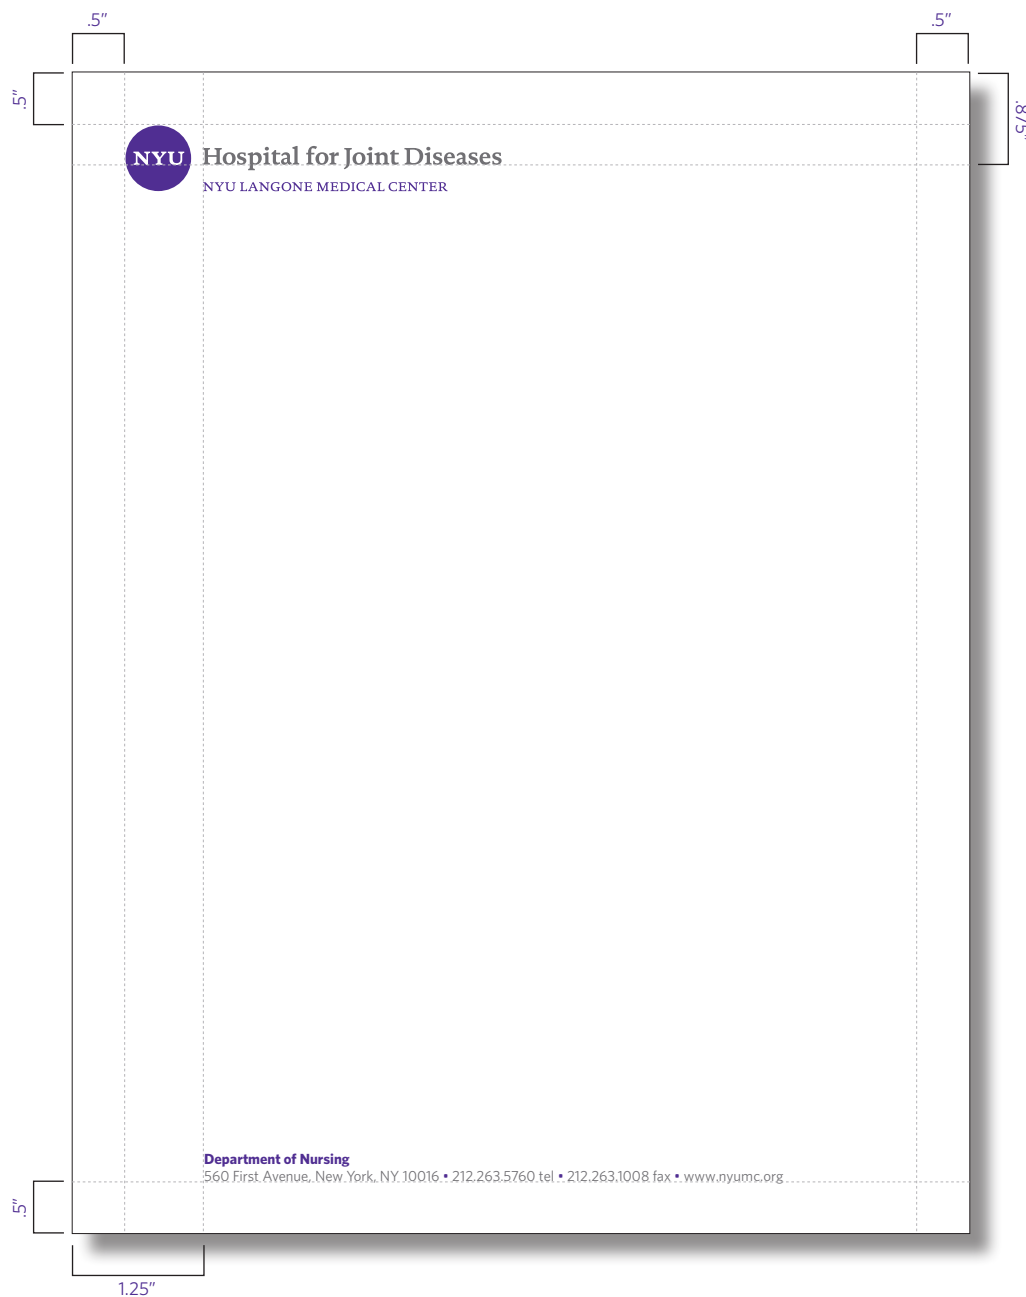 .5”
.5”
.5”
.875”
NYU
Hospital for Joint Diseases
NYU LANGONE MEDICAL CENTER
Department of Nursing
560 First Avenue, New York, NY 10016 • 212.263.5760 tel • 212.263.1008 fax • www.nyumc.org
.5”
1.25”